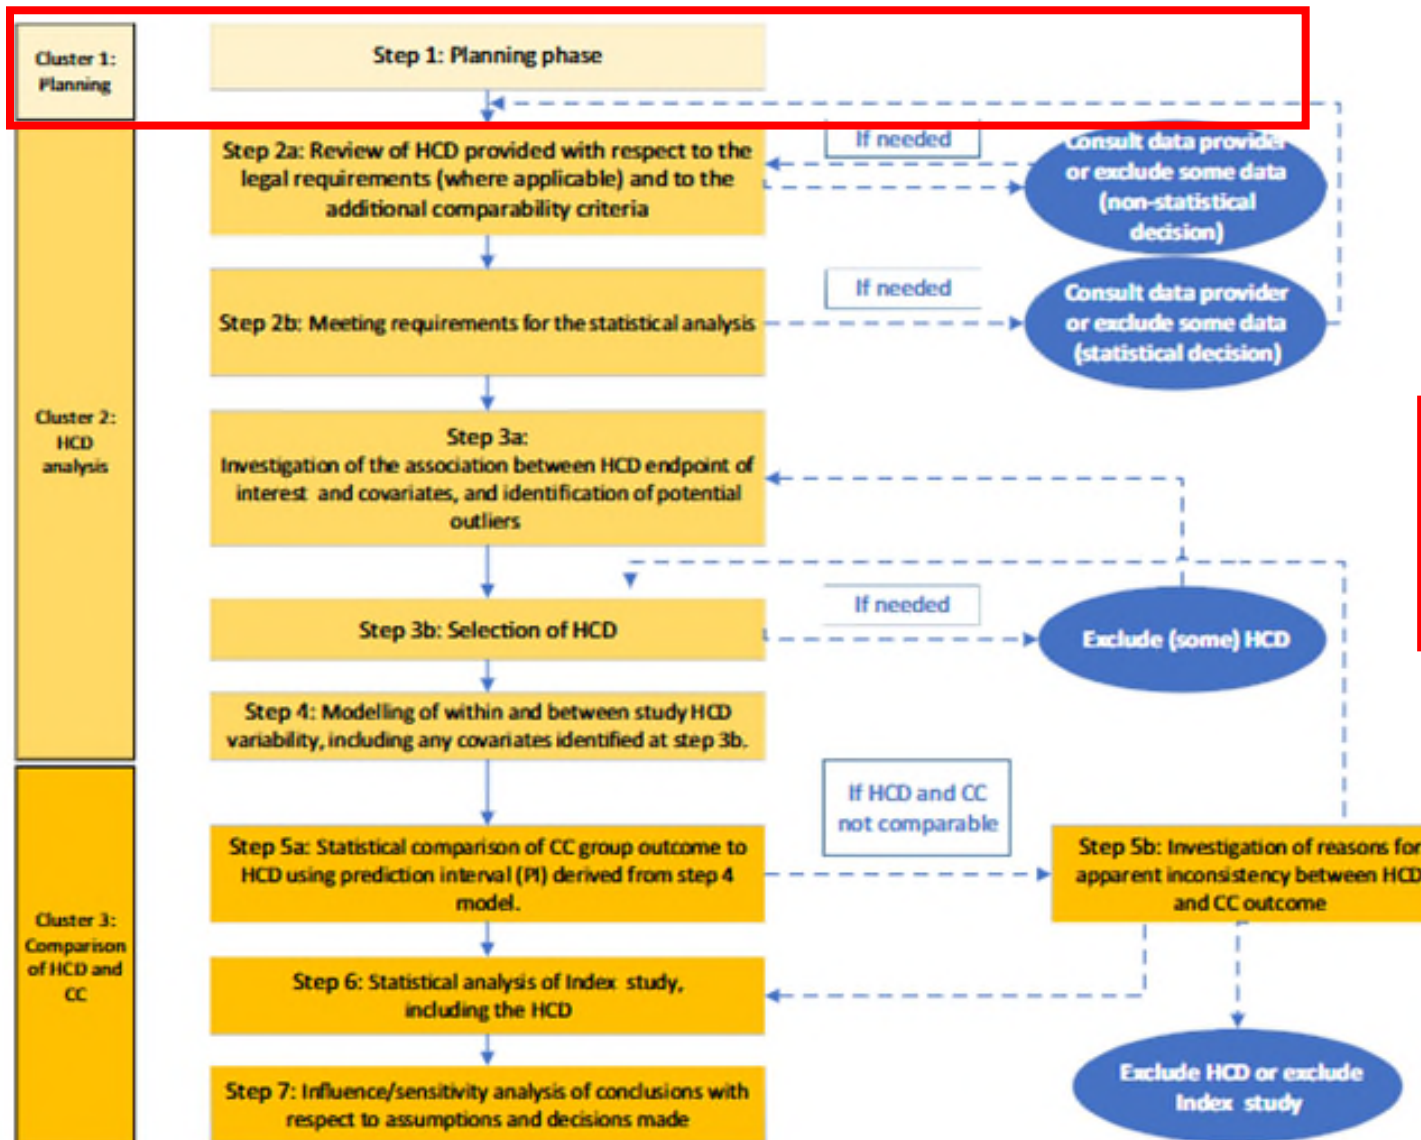 Cluster 1:
Planning
Step 1: Planning phase
Step 2a: Review of HCD provided with respect to the
legal requirements (where applicable) and to the
additional comparability criteria
If needed
Consult data provider
or exclude some data
(non-statistical
decision)
Step 2b: Meeting requirements for the statistical analysis
If needed
Consult data provider
or exclude some data
(statistical decision)
Cluster 2:
HCD
analysis
Step 3a:
Investigation of the association between HCD endpoint of
interest and covariates, and identification of potential
outliers
Step 3b: Selection of HCD
If needed
Exclude (some) HCD
Step 4: Modelling of within and between study HCD
variability, including any covariates identified at step 3b.
Cluster 3:
Comparison
of HCD and
CC
Step 5a: Statistical comparison of CC group outcome to
HCD using prediction interval (PI) derived from step 4
model.
If HCD and CC
not comparable
Step 5b: Investigation of reasons for
apparent inconsistency between HCD
and CC outcome
Step 6: Statistical analysis of Index study,
including the HCD
Step 7: Influence/sensitivity analysis of conclusions with
respect to assumptions and decisions made
Exclude HCD or exclude
Index study